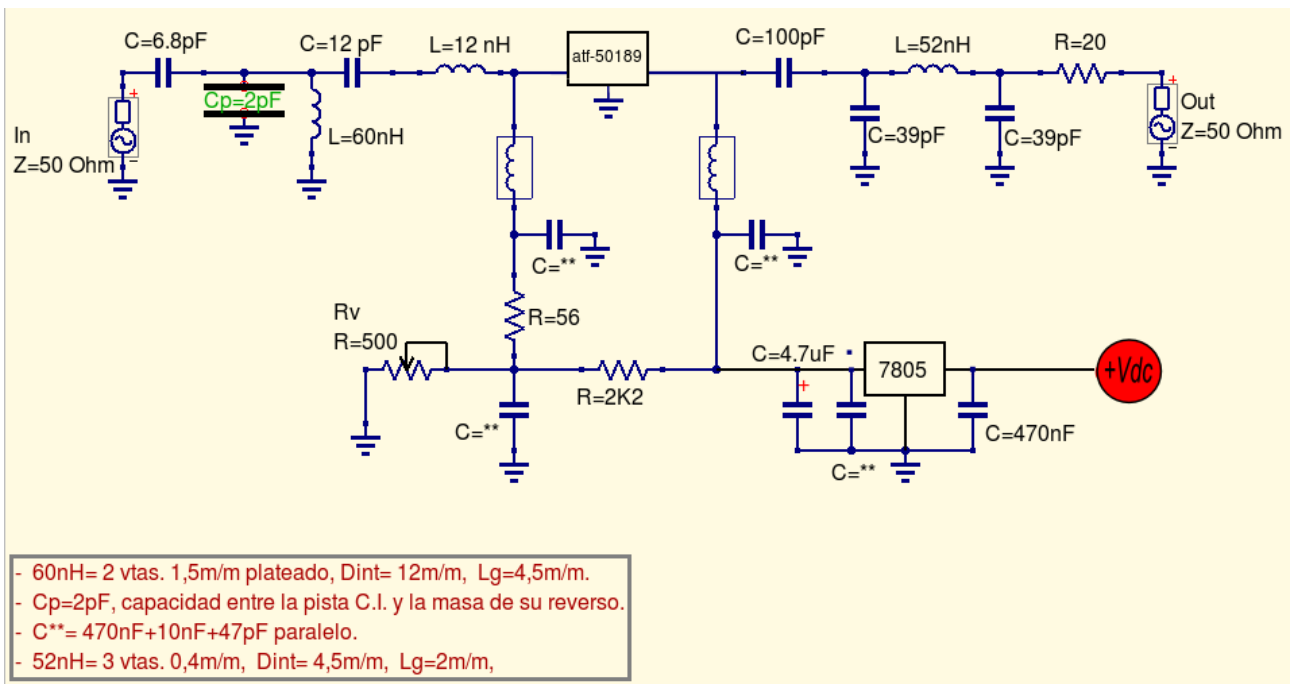 C=6.8pF
C=12 pF
L=12 nH
atf-50189
C=100pF
L=52nH
R=20
Cp=2pF
In
Z=50 Ohm
L=60nH
C=39pF
C=39pF
Out
Z=50 Ohm
C=**
C=**
Rv
R=500
R=56
R=2K2
C=4.7uF
7805
+Vdc
C=**
C=**
C=470nF
- 60nH= 2 vtas. 1,5m/m plateado, Dint= 12m/m, Lg=4,5m/m.
- Cp=2pF, capacidad entre la pista C.I. y la masa de su reverso.
- C**= 470nF+10nF+47pF paralelo.
- 52nH= 3 vtas. 0,4m/m, Dint= 4,5m/m, Lg=2m/m,